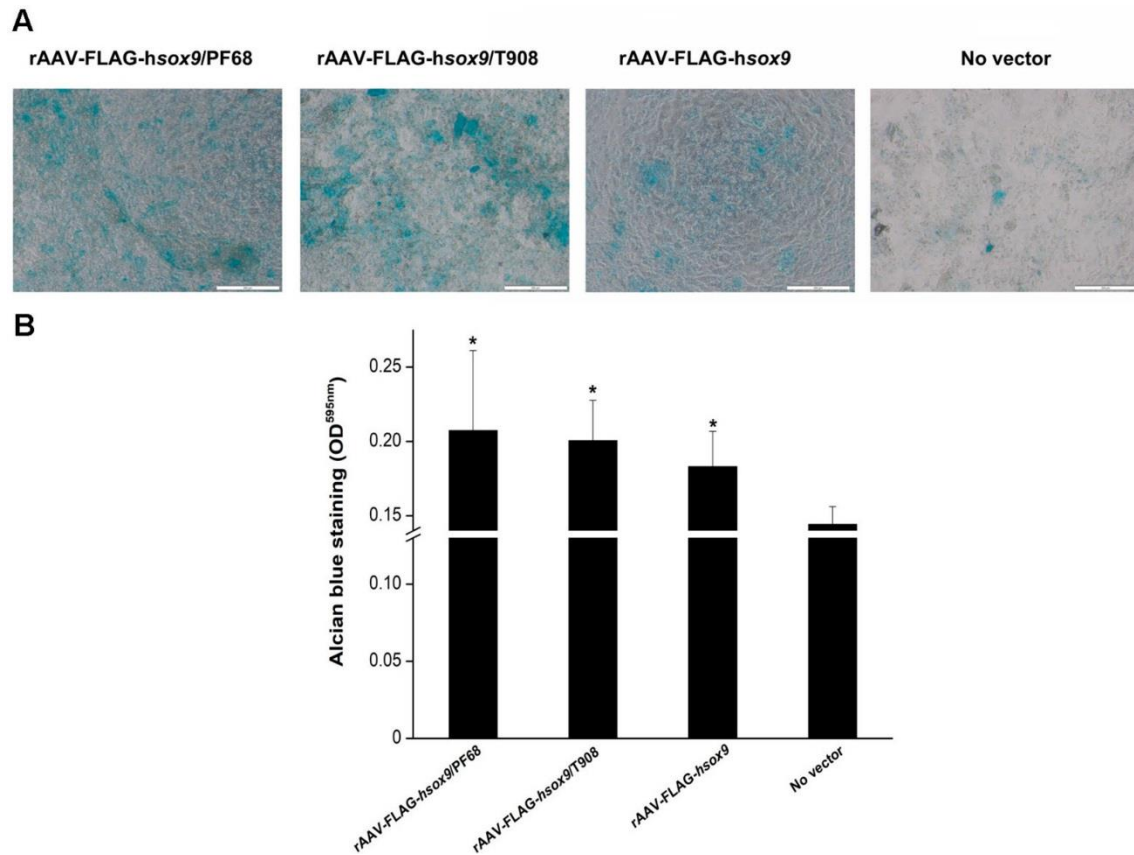 A
rAAV-FLAG-hsox9/PF68
rAAV-FLAG-hsox9/T908
rAAV-FLAG-hsox9
No vector
B
Alcian blue staining (OD595nm)
0.25
0.20
0.15
0.10
0.05
0
*
*
*
rAAV-FLAG-hsox9/PF68
rAAV-FLAG-hsox9/T908
rAAV-FLAG-hsox9
No vector